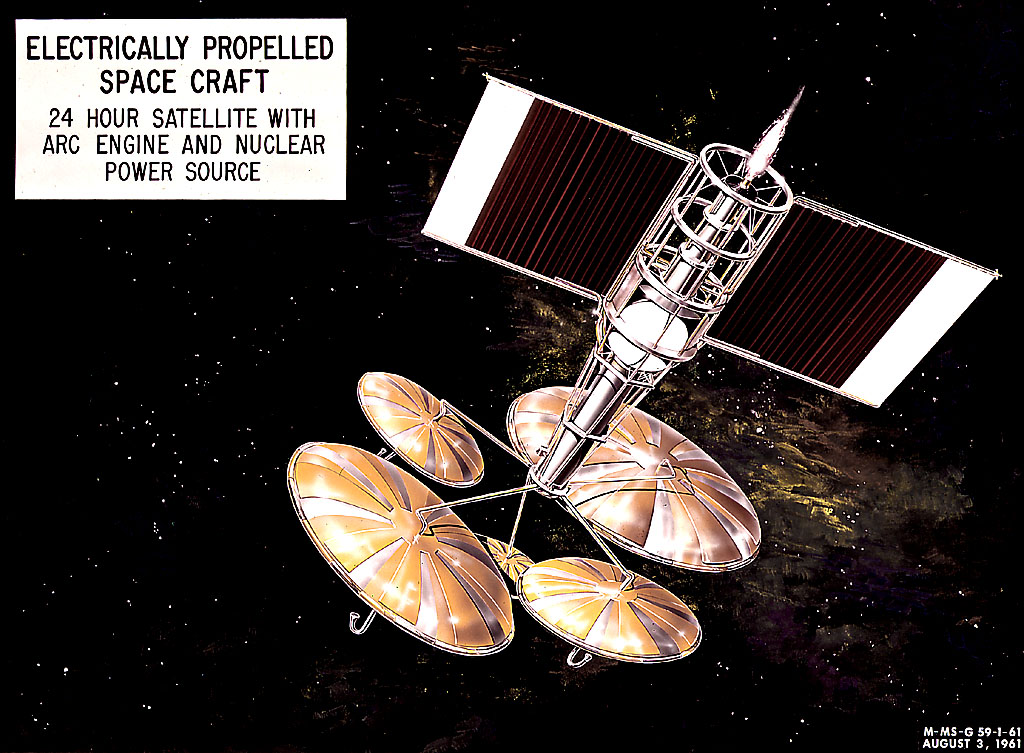 ELECTRICALLY PROPELLED
SPACE CRAFT
24 HOUR SATELLITE WITH
ARC ENGINE AND NUCLEAR
POWER SOURCE
M-MS-G 59-1-61
AUGUST 3, 1961